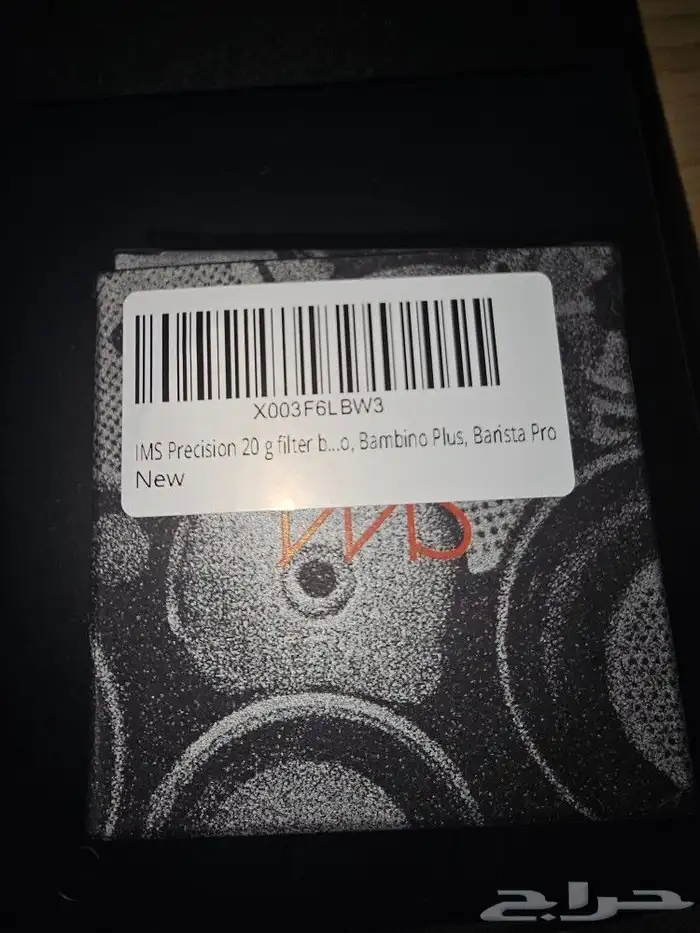 X003F6LBW3
IMS Precision 20 g filter b...o, Bambino Plus, Barista Pro
New
حراج